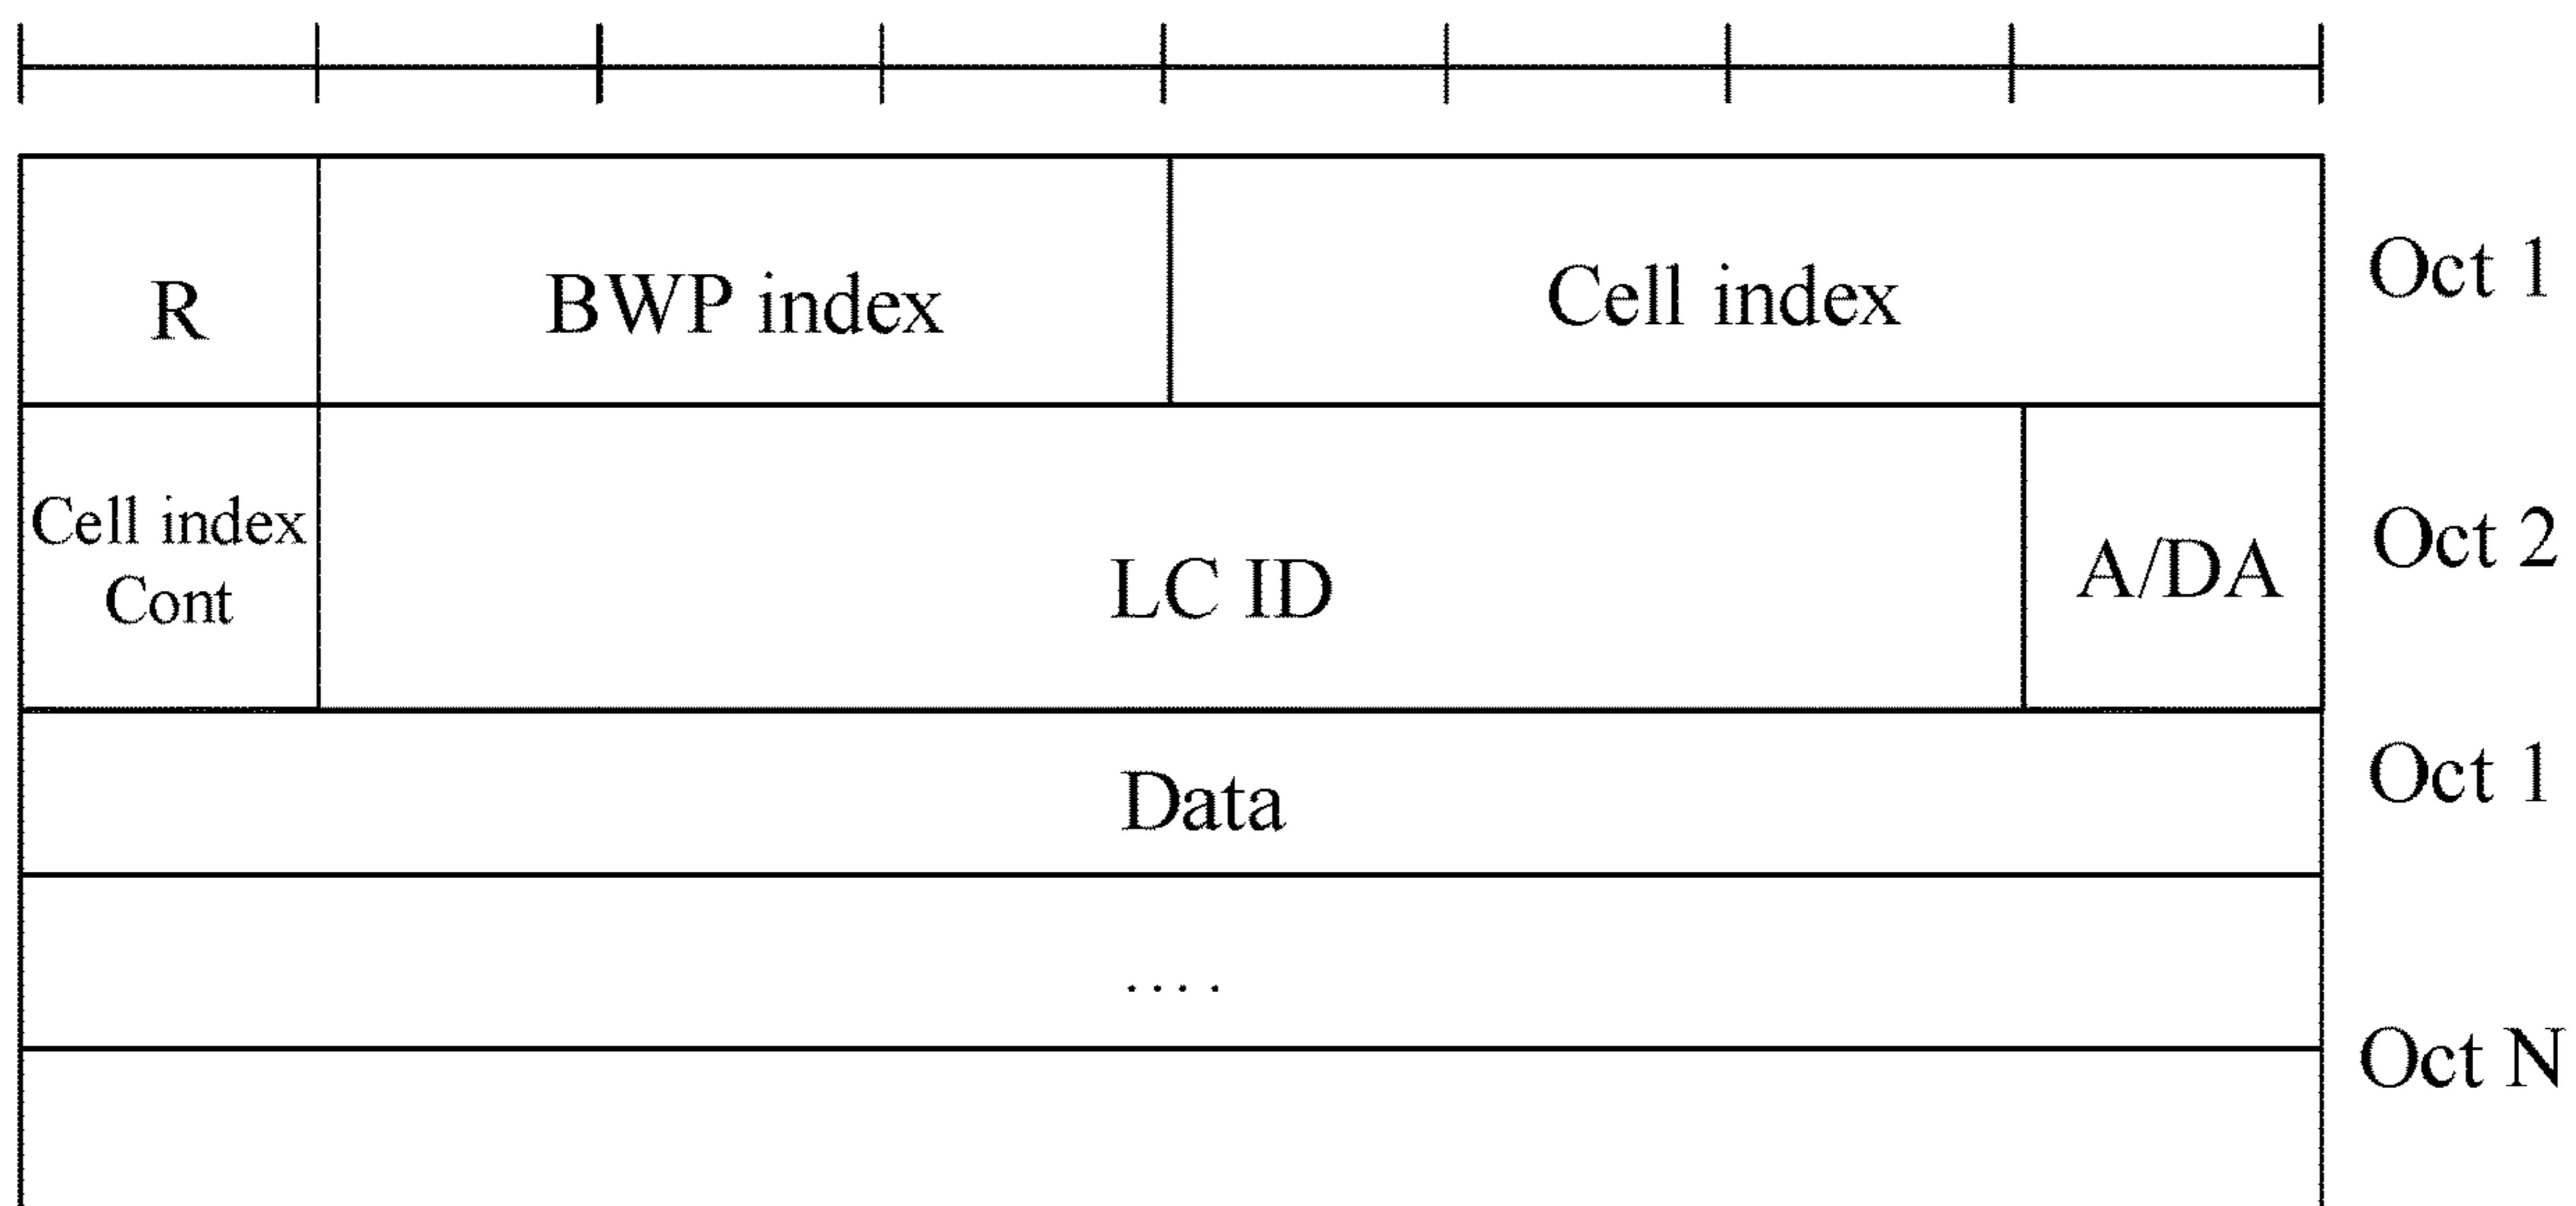 R
BWP index
Cell index
Oct 1
Cell index
Cont
LC ID
A/DA
Oct 2
Data
Oct 1
....
Oct N